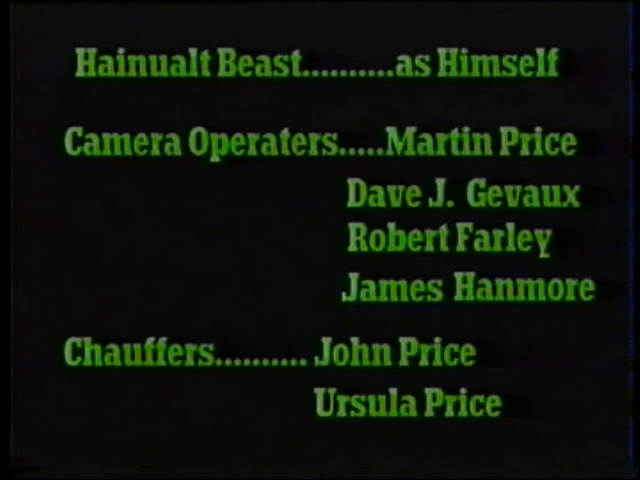 Hainualt Beast..........as Himself
Camera Operaters.....Martin Price
Dave J. Gevaux
Robert Farley
James Hanmore
Chauffers.......... John Price
Ursula Price